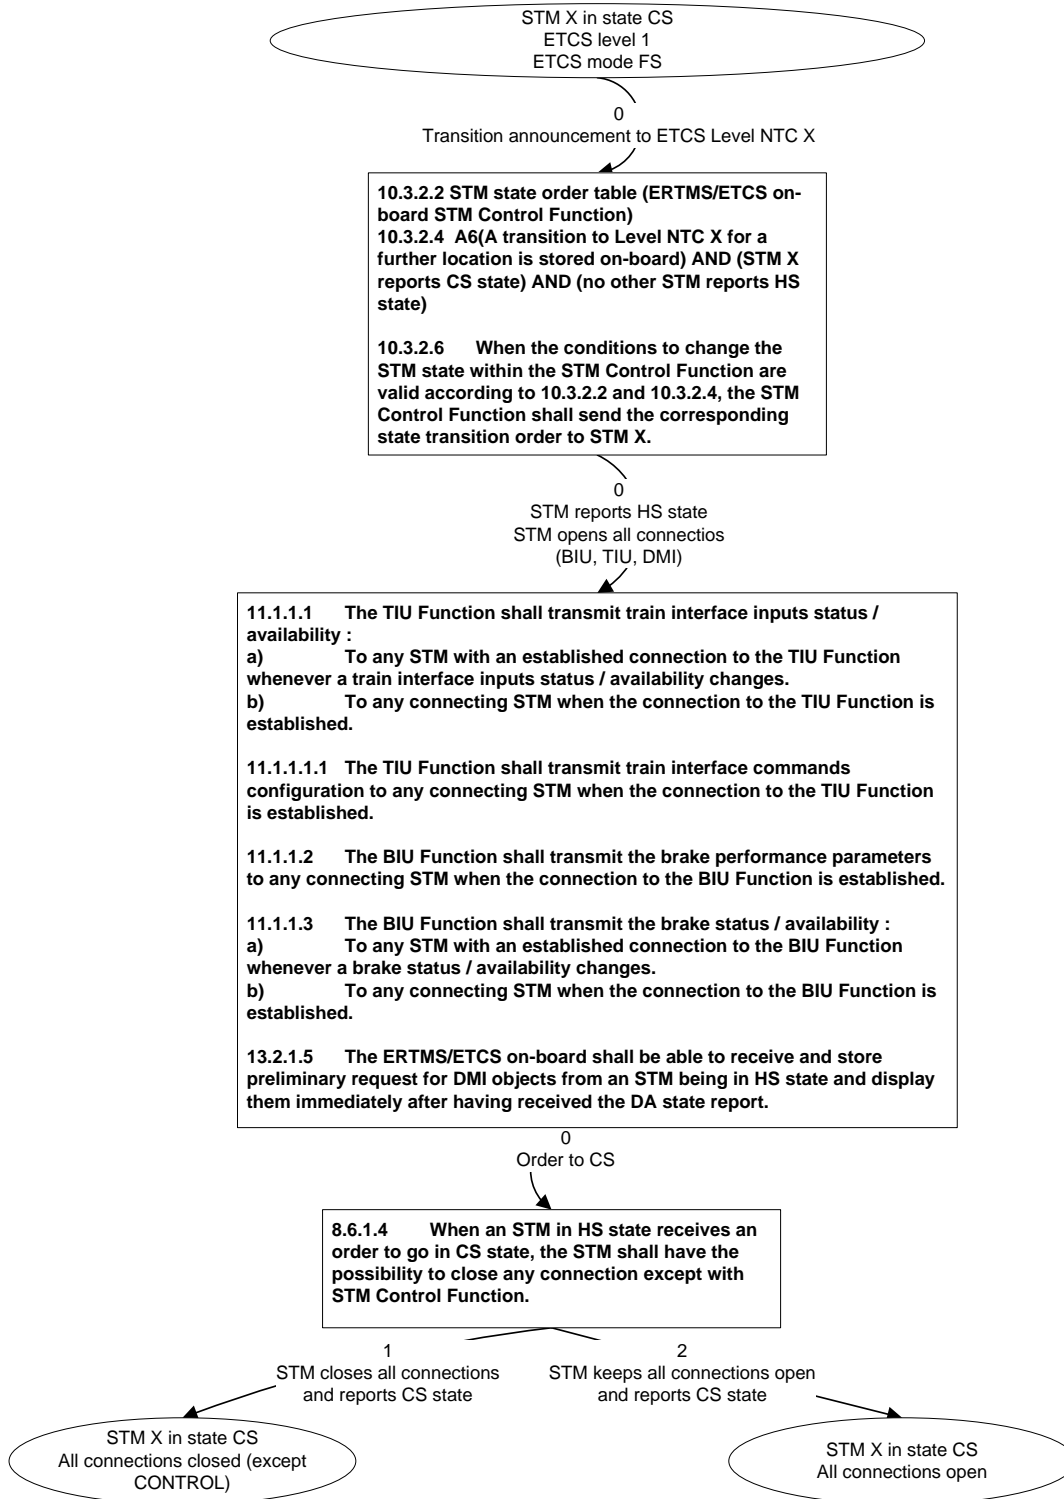 STM X in state CS
ETCS level 1
ETCS mode FS
0
Transition announcement to ETCS Level NTC X
10.3.2.2 STM state order table (ERTMS/ETCS on-
board STM Control Function)
10.3.2.4 A6(A transition to Level NTC X for a
further location is stored on-board) AND (STM X
reports CS state) AND (no other STM reports HS
state)
10.3.2.6 When the conditions to change the
STM state within the STM Control Function are
valid according to 10.3.2.2 and 10.3.2.4, the STM
Control Function shall send the corresponding
state transition order to STM X.
0
STM reports HS state
STM opens all connectios
(BIU, TIU, DMI)
11.1.1.1 The TIU Function shall transmit train interface inputs status /
availability :
a) To any STM with an established connection to the TIU Function
whenever a train interface inputs status / availability changes.
b) To any connecting STM when the connection to the TIU Function is
established.
11.1.1.1.1 The TIU Function shall transmit train interface commands
configuration to any connecting STM when the connection to the TIU Function
is established.
11.1.1.2 The BIU Function shall transmit the brake performance parameters
to any connecting STM when the connection to the BIU Function is established.
11.1.1.3 The BIU Function shall transmit the brake status / availability :
a) To any STM with an established connection to the BIU Function
whenever a brake status / availability changes.
b) To any connecting STM when the connection to the BIU Function is
established.
13.2.1.5 The ERTMS/ETCS on-board shall be able to receive and store
preliminary request for DMI objects from an STM being in HS state and display
them immediately after having received the DA state report.
0
Order to CS
8.6.1.4 When an STM in HS state receives an
order to go in CS state, the STM shall have the
possibility to close any connection except with
STM Control Function.
1
STM closes all connections
and reports CS state
2
STM keeps all connections open
and reports CS state
STM X in state CS
All connections closed (except
CONTROL)
STM X in state CS
All connections open